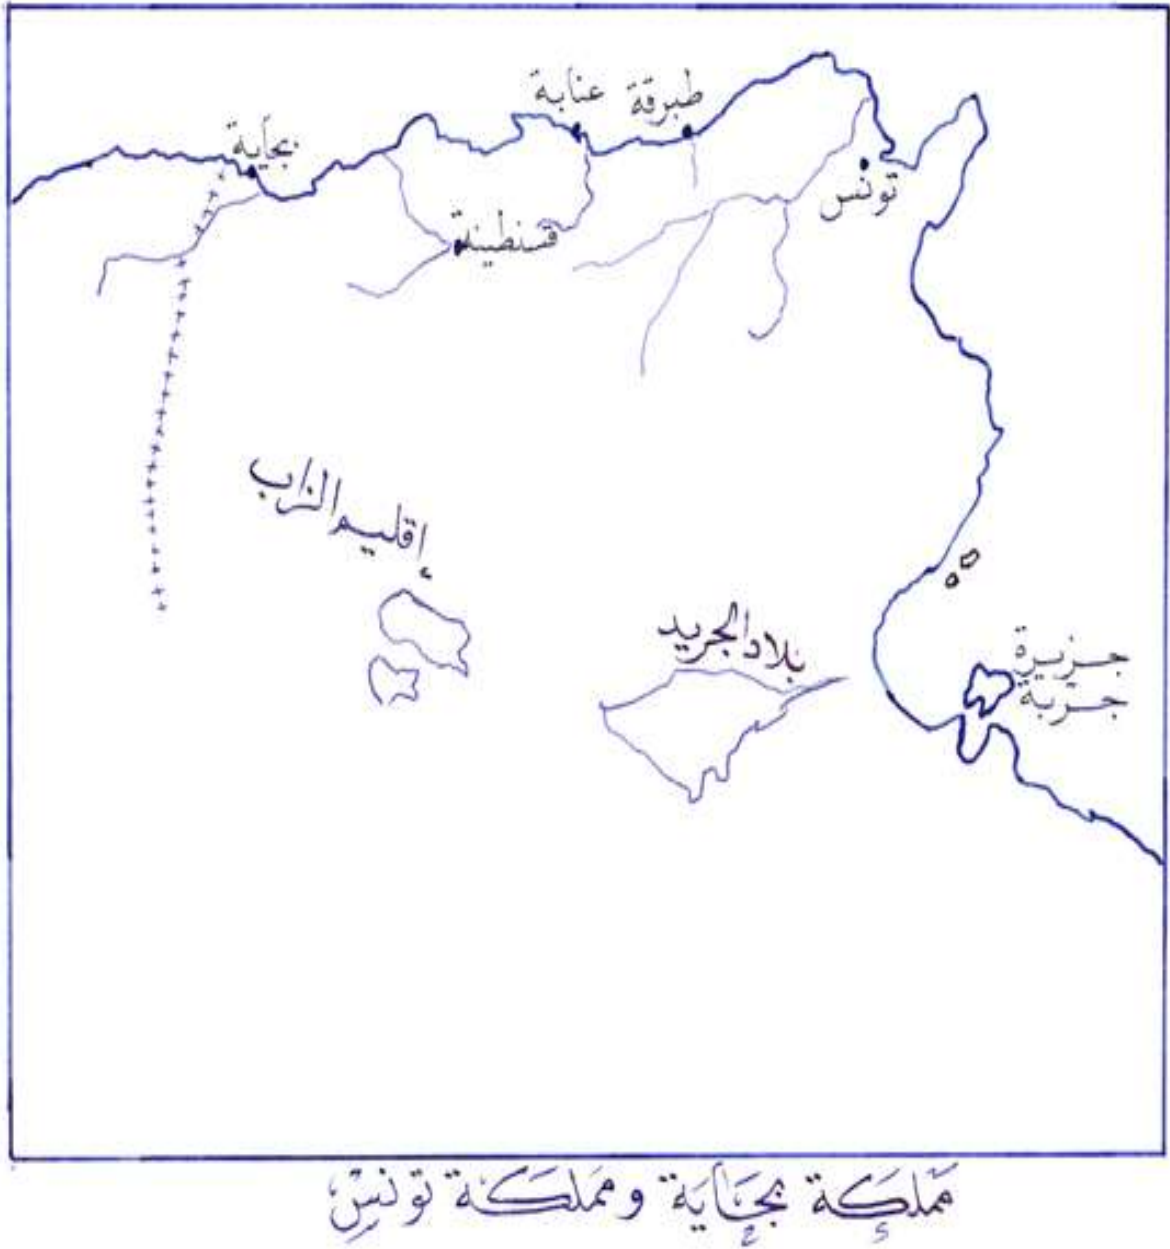 طبرقة
عنابة
بجاية
تونس
قسنطينة
إقليم الزاب
بلاد الجريد
جزيرة
جربة
مملكة بجاية ومملكة تونس